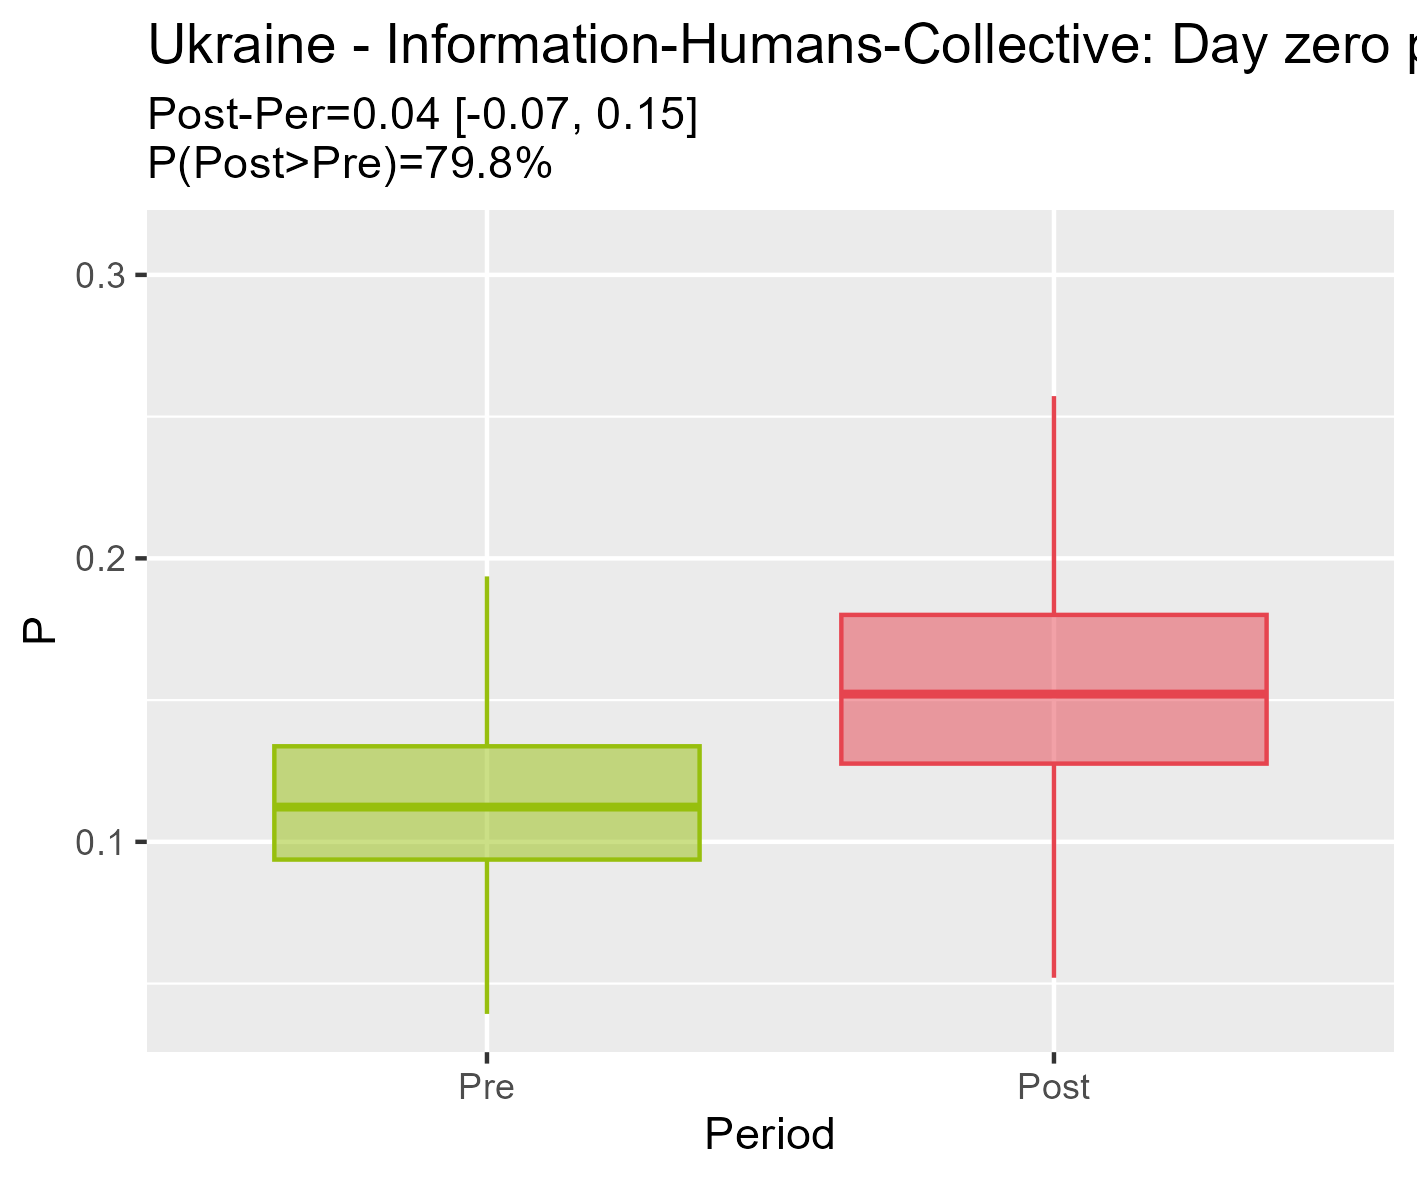 Ukraine - Information-Humans-Collective: Day zero
Post-Per=0.04 [-0.07, 0.15]
P(Post>Pre)=79.8%
0.3
0.2
0.1
P
Pre
Post
Period